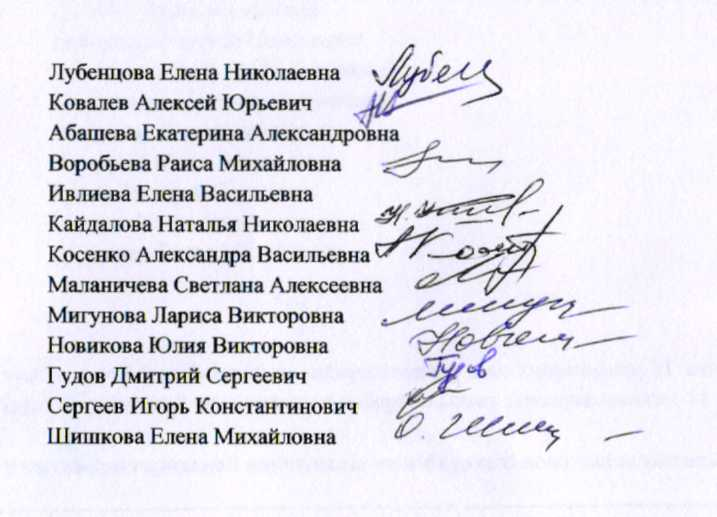 Лубенцова Елена Николаевна Лубен
Ковалев Алексей Юрьевич
Абашева Екатерина Александровна
Воробьева Раиса Михайловна
Ивлиева Елена Васильевна
Кайдалова Наталья Николаевна
Косенко Александра Васильевна
Маланичева Светлана Алексеевна
Мигунова Лариса Викторовна
Новикова Юлия Викторовна
Гудов Дмитрий Сергеевич Гудов
Сергеев Игорь Константинович
Шишкова Елена Михайловна